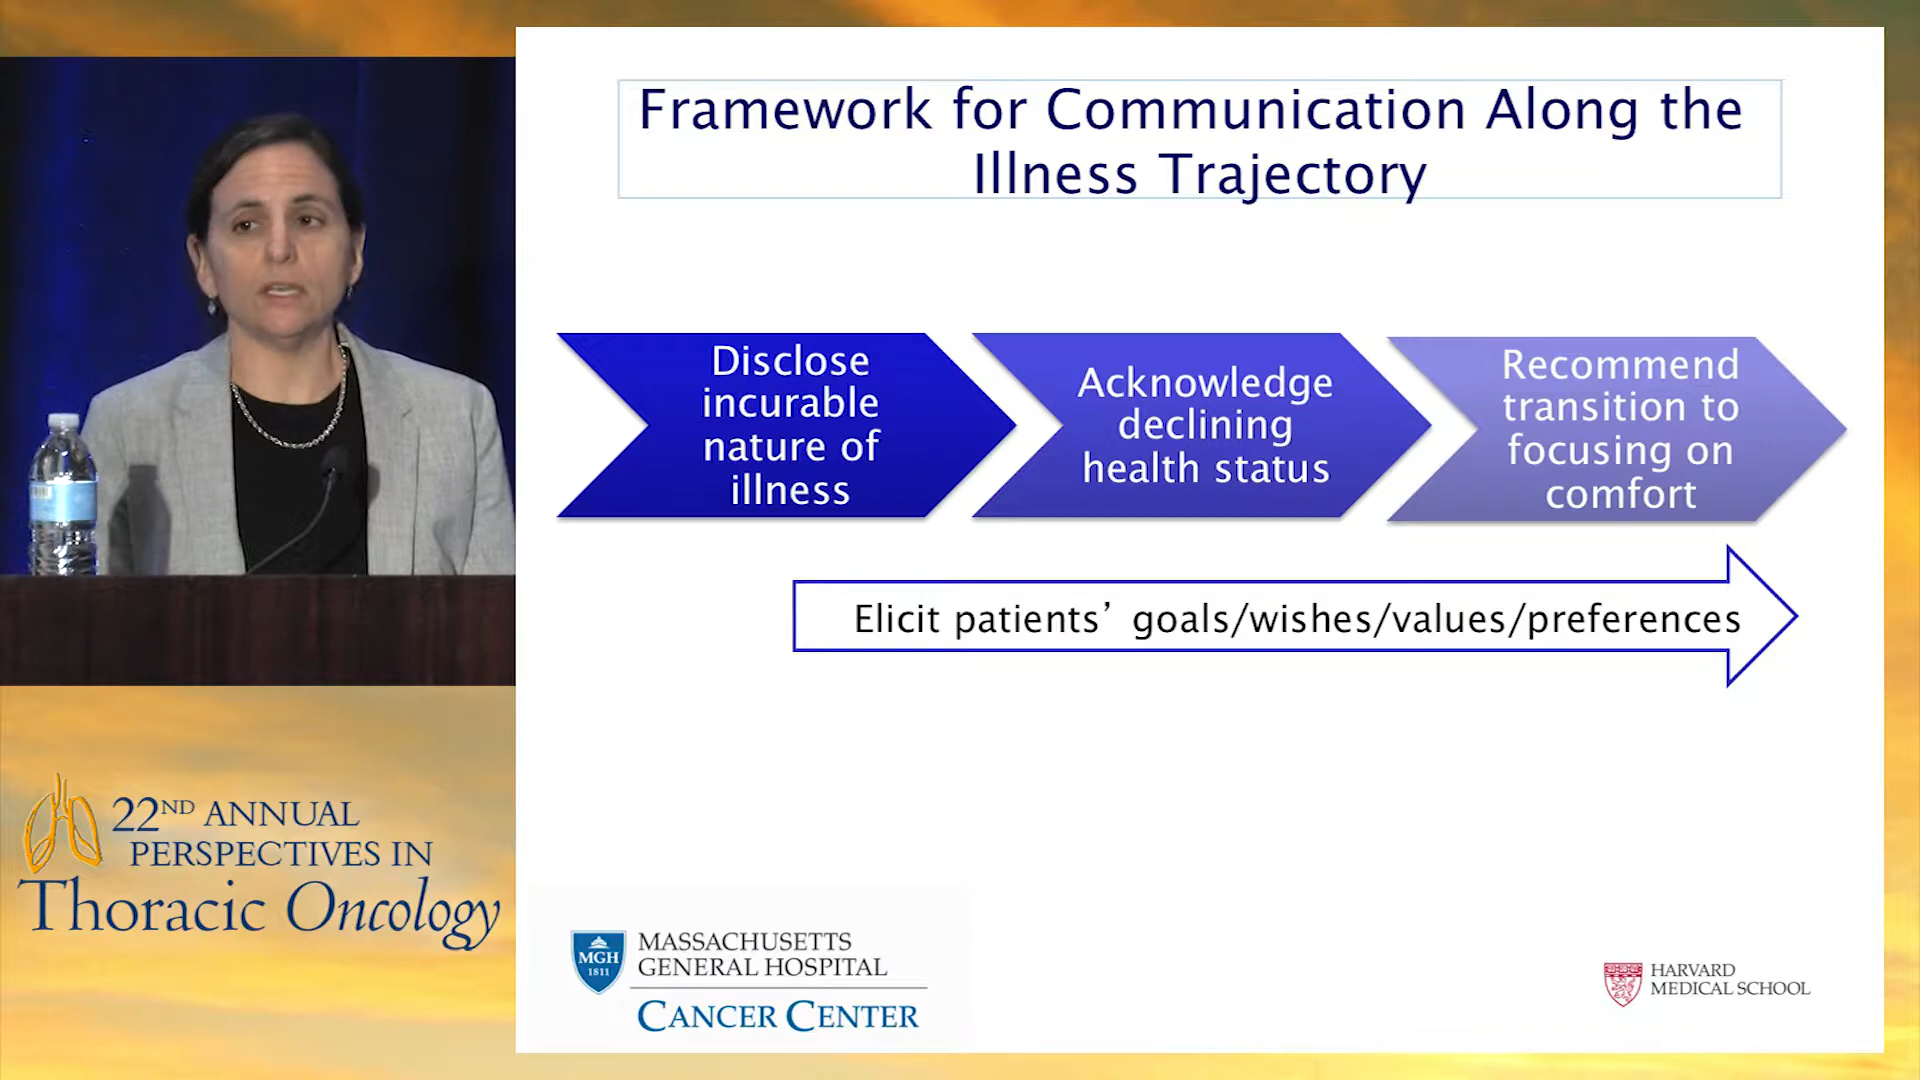 Framework for Communication Along the
Illness Trajectory
Disclose
incurable
nature of
illness
Acknowledge
declining
health status
Recommend
transition to
focusing on
comfort
Elicit patients’ goals/wishes/values/preferences
22ND ANNUAL
PERSPECTIVES IN
Thoracic Oncology
MGH
1811
MASSACHUSETTS
GENERAL HOSPITAL
CANCER CENTER
HARVARD
MEDICAL SCHOOL